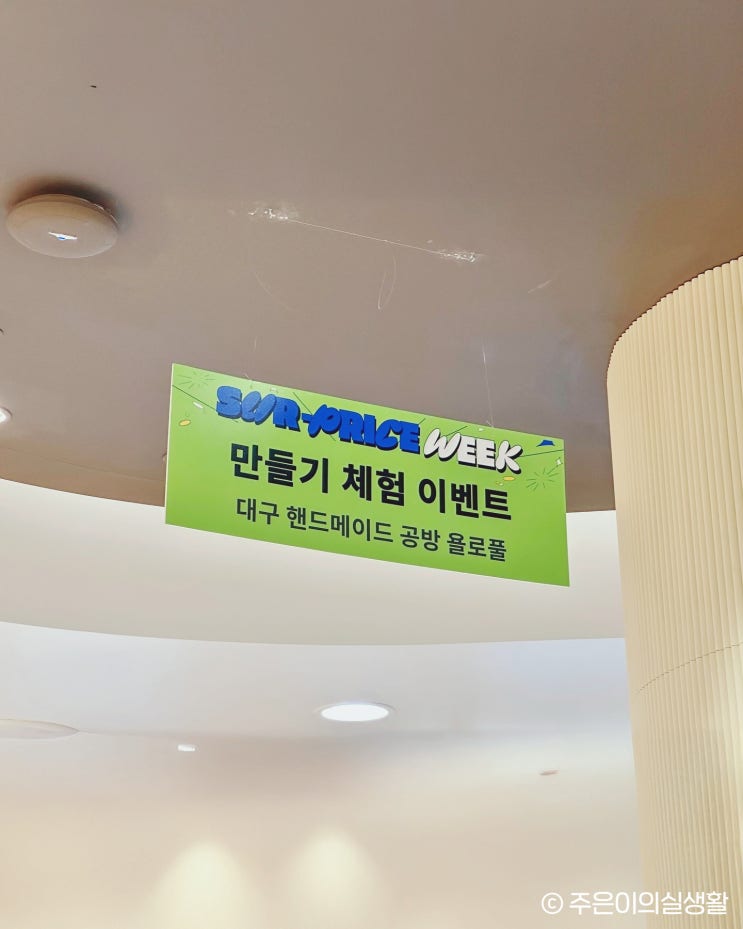 SUR-PRICE WEEK
만들기 체험 이벤트
대구 핸드메이드 공방 욜로풀
ⓒ 주은이의실생활